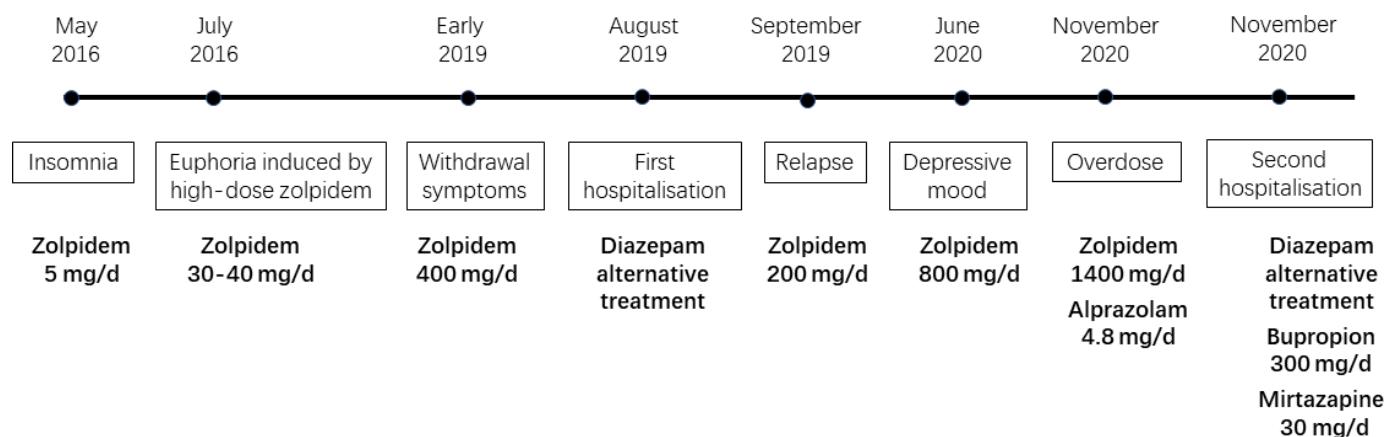 May
2016
July
2016
Early
2019
August
2019
September
2019
June
2020
November
2020
November
2020
Insomnia
Euphoria induced by
high-dose zolpidem
Withdrawal
symptoms
First
hospitalisation
Relapse
Depressive
mood
Overdose
Second
hospitalisation
Zolpidem
5 mg/d
Zolpidem
30-40 mg/d
Zolpidem
400 mg/d
Diazepam
alternative
treatment
Zolpidem
200 mg/d
Zolpidem
800 mg/d
Zolpidem
1400 mg/d
Alprazolam
4.8 mg/d
Diazepam
alternative
treatment
Bupropion
300 mg/d
Mirtazapine
30 mg/d